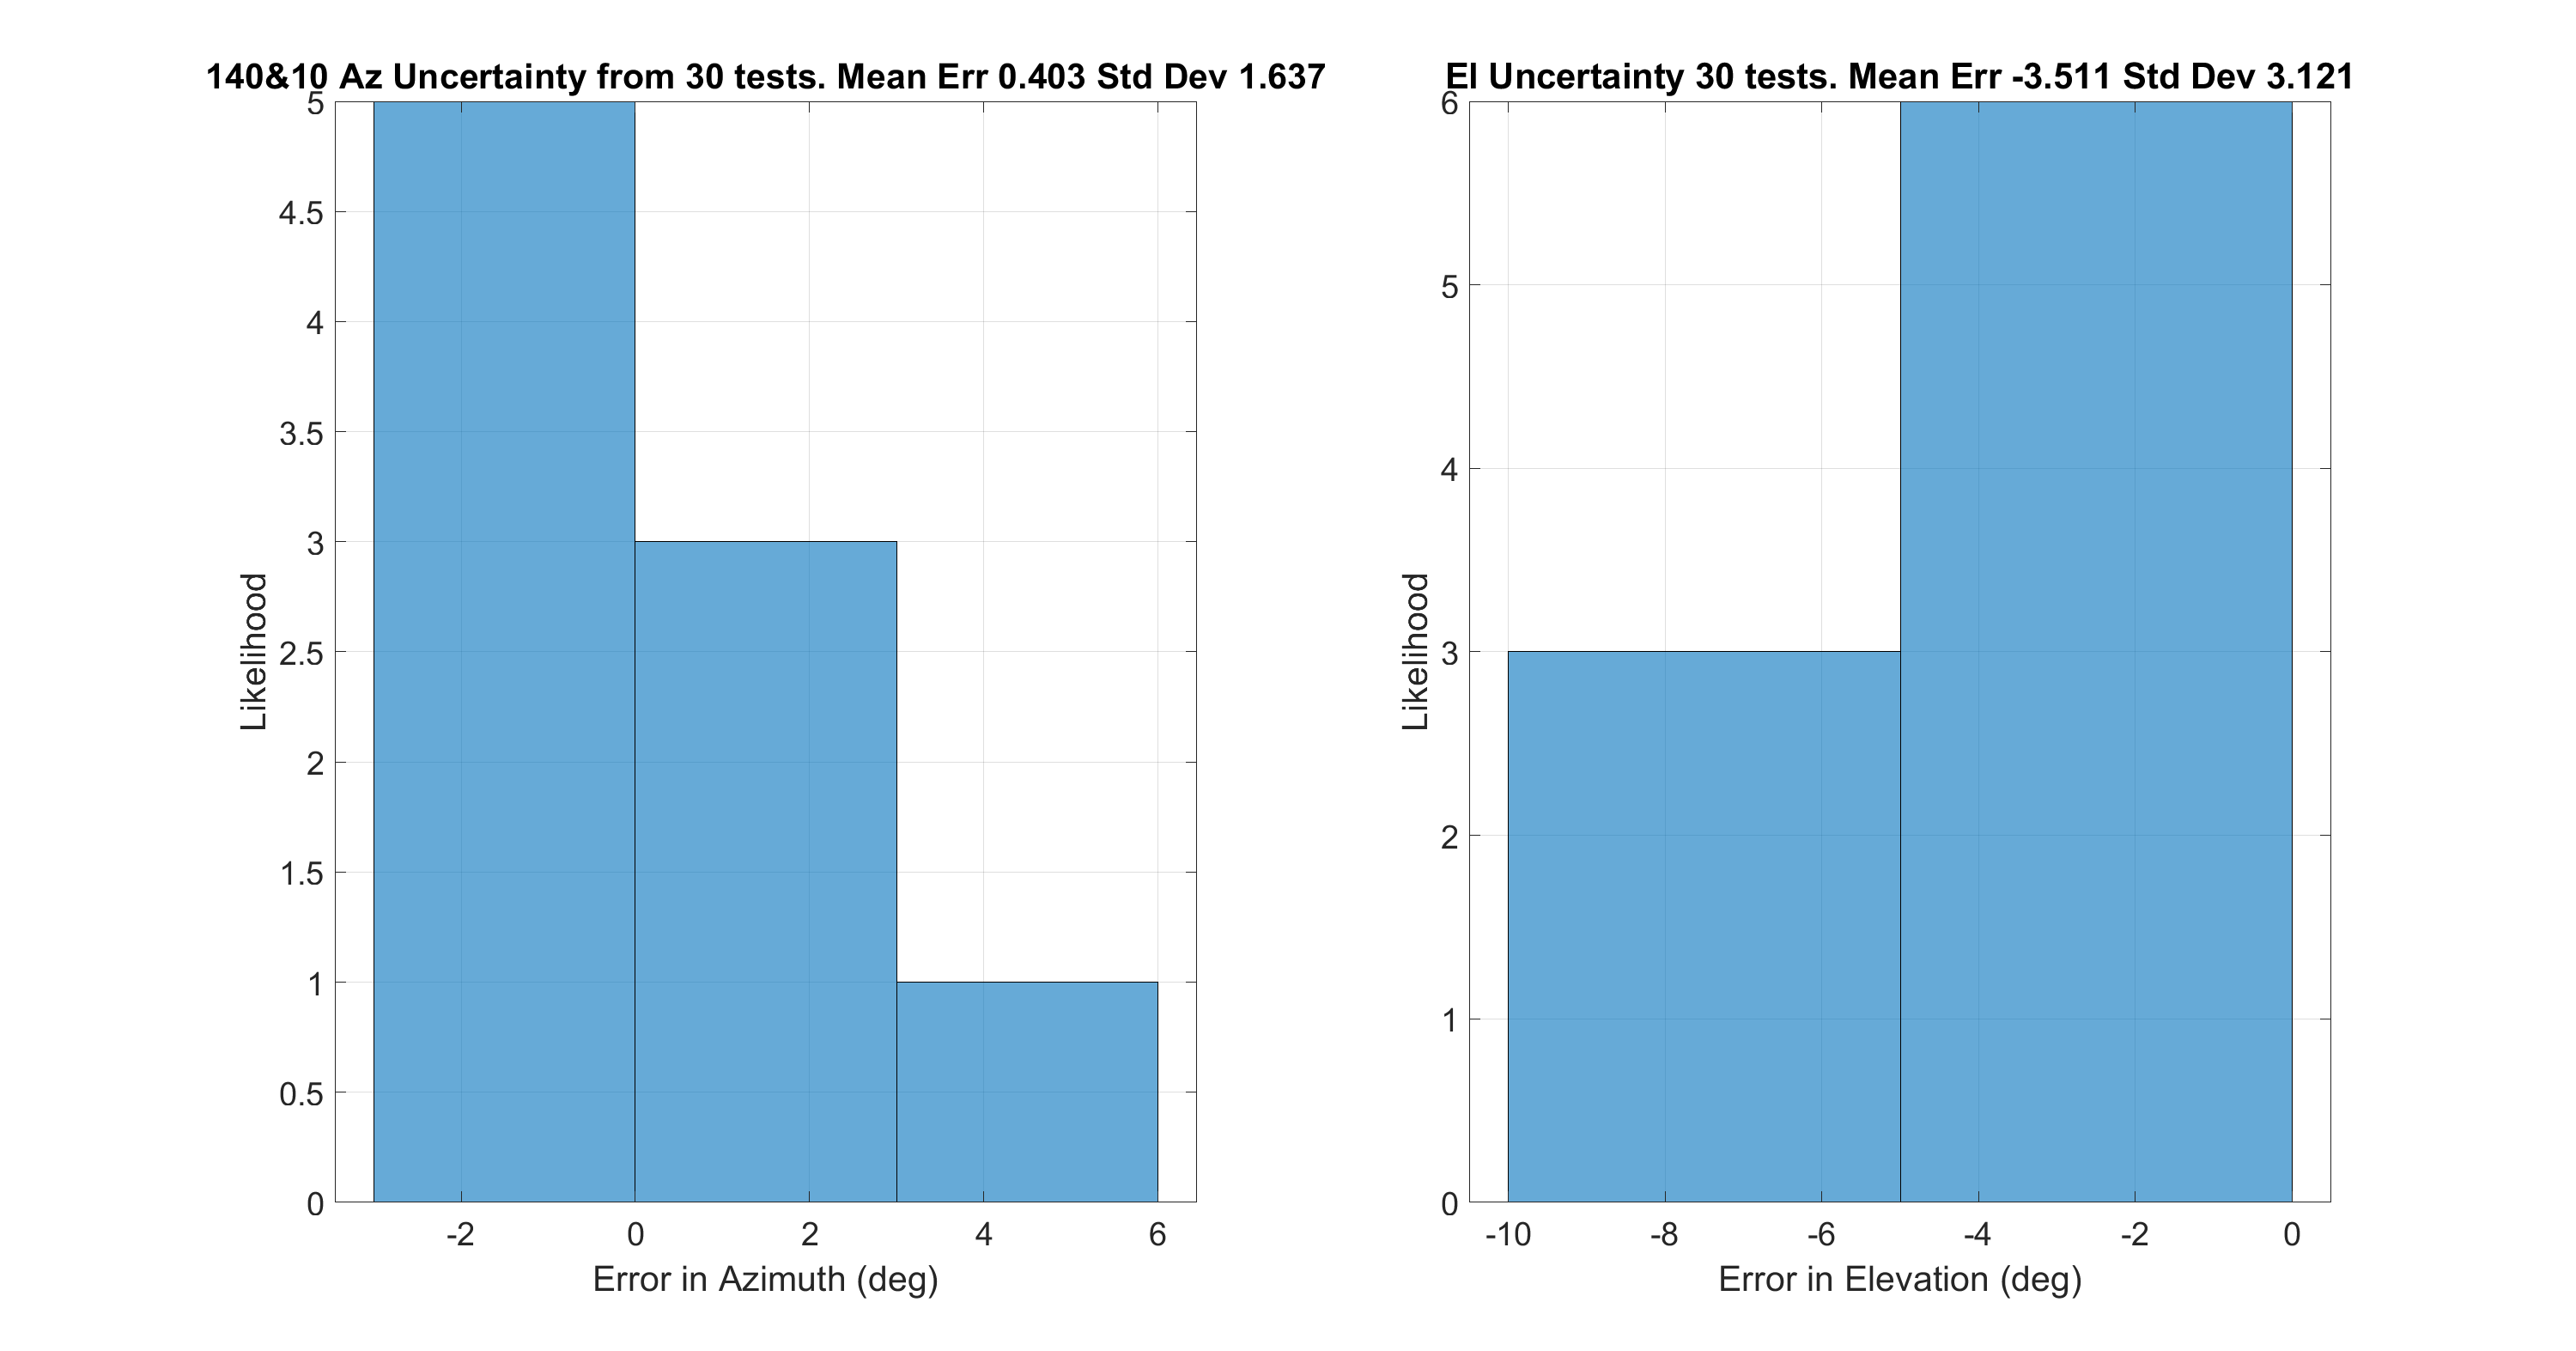 140&10 Az Uncertainty from 30 tests. Mean Err 0.403 Std Dev 1.637
5
4.5
4
3.5
3
2.5
2
1.5
1
0.5
0
Likelihood
-2 0 2 4 6
Error in Azimuth (deg)
El Uncertainty 30 tests. Mean Err -3.511 Std Dev 3.121
6
5
4
3
2
1
0
Likelihood
-10 -8 -6 -4 -2 0
Error in Elevation (deg)